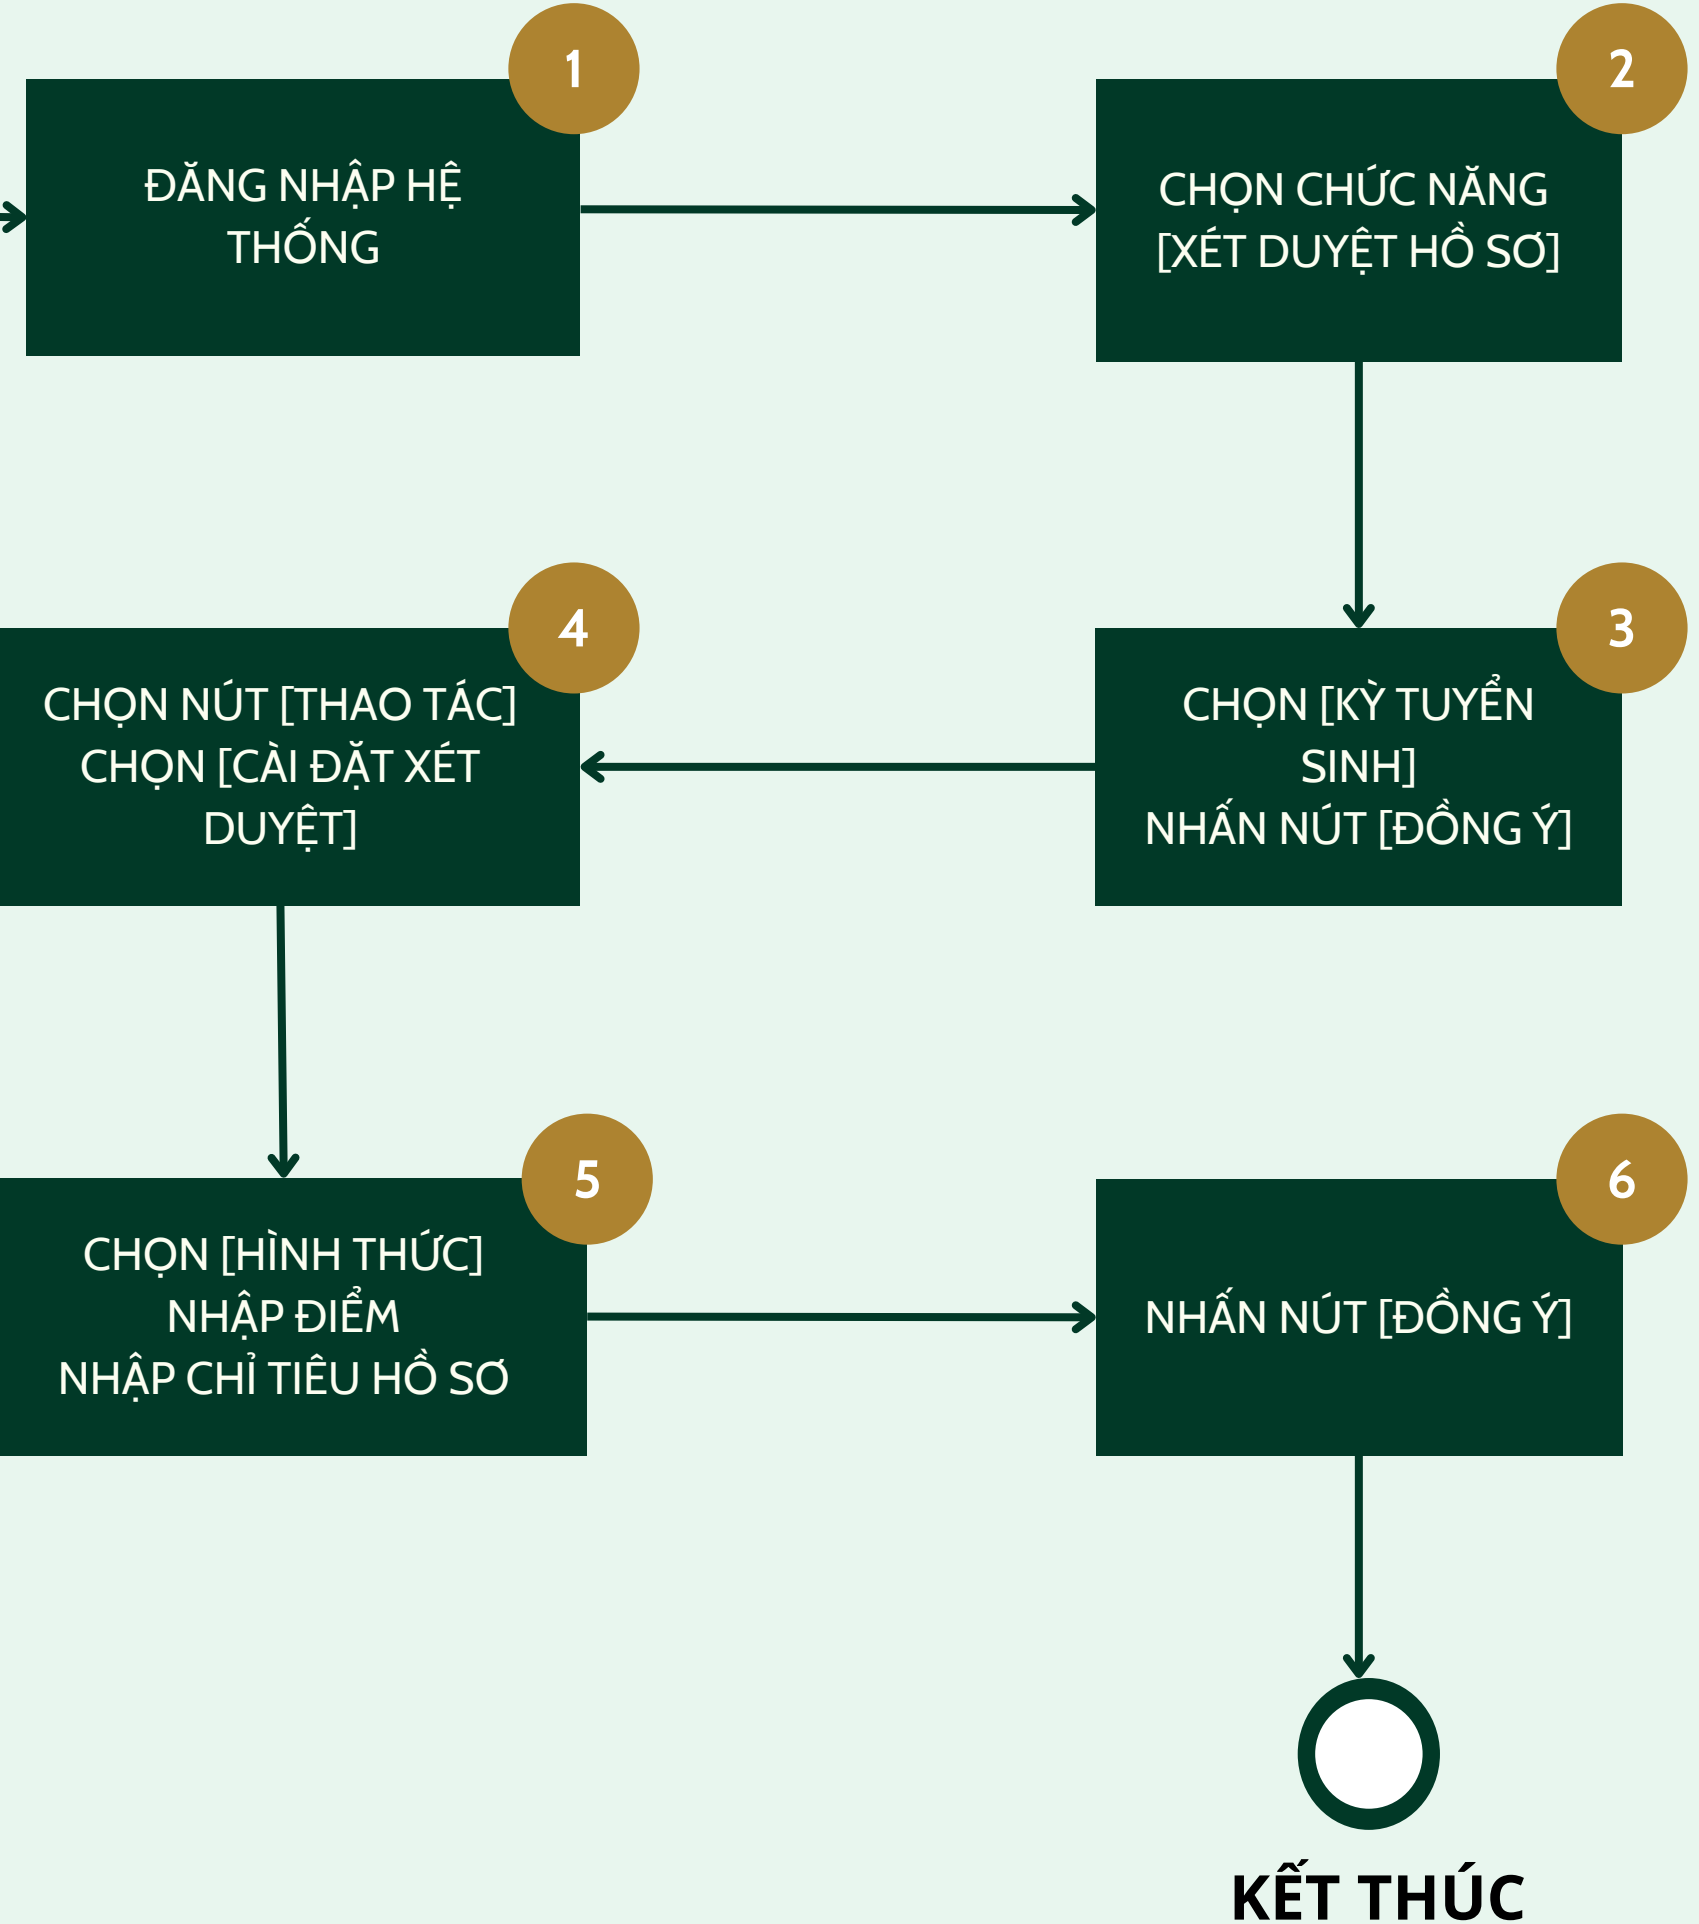 1
ĐĂNG NHẬP HỆ
THỐNG
2
CHỌN CHỨC NĂNG
[XÉT DUYỆT HỒ SƠ]
3
CHỌN [KỲ TUYỂN
SINH]
NHẤN NÚT [ĐỒNG Ý]
4
CHỌN NÚT [THAO TÁC]
CHỌN [CÀI ĐẶT XÉT
DUYỆT]
5
CHỌN [HÌNH THỨC]
NHẬP ĐIỂM
NHẬP CHỈ TIÊU HỒ SƠ
6
NHẤN NÚT [ĐỒNG Ý]
KẾT THÚC